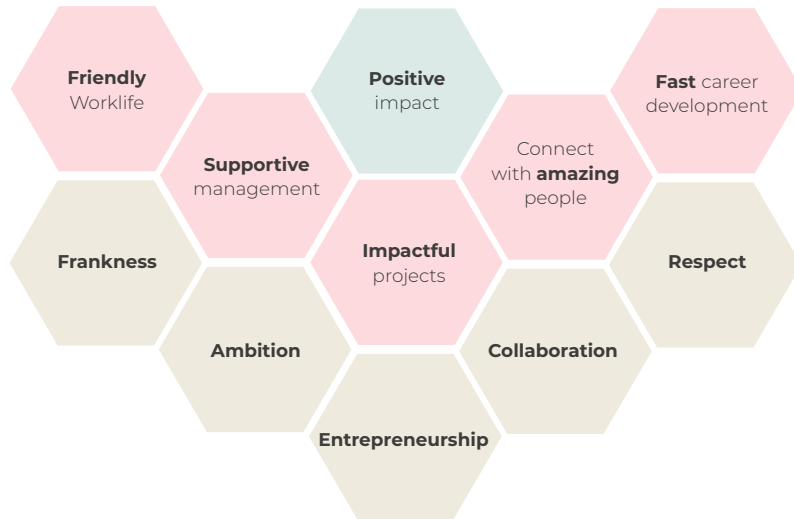 Friendly
Worklife
Positive
impact
Fast career
development
Supportive
management
Connect
with amazing
people
Frankness
Impactful
projects
Respect
Ambition
Collaboration
Entrepreneurship